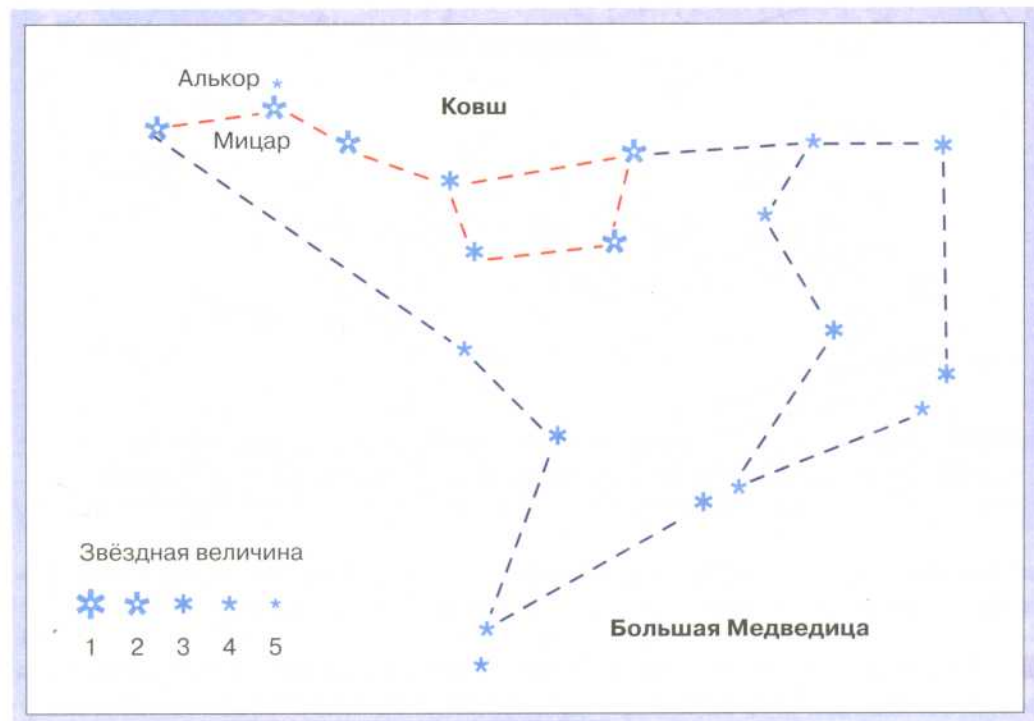 Алькор
Ковш
Мицар
Звёздная величина
1 2 3 4 5
Большая Медведица